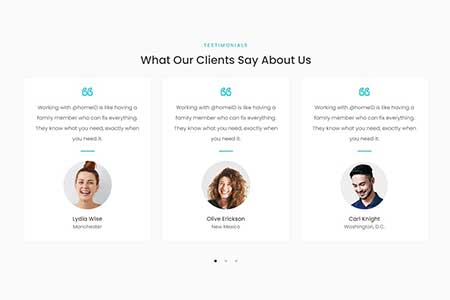 TESTIMONIALS
What Our Clients Say About Us
Working with @homeID is like having a
family member who can fix everything.
They know what you need, exactly when
you need it.
Lydia Wise
Manchester
Working with @homeID is like having a
family member who can fix everything.
They know what you need, exactly when
you need it.
Olive Erickson
New Mexico
Working with @homeID is like having a
family member who can fix everything.
They know what you need, exactly when
you need it.
Carl Knight
Washington, D.C.